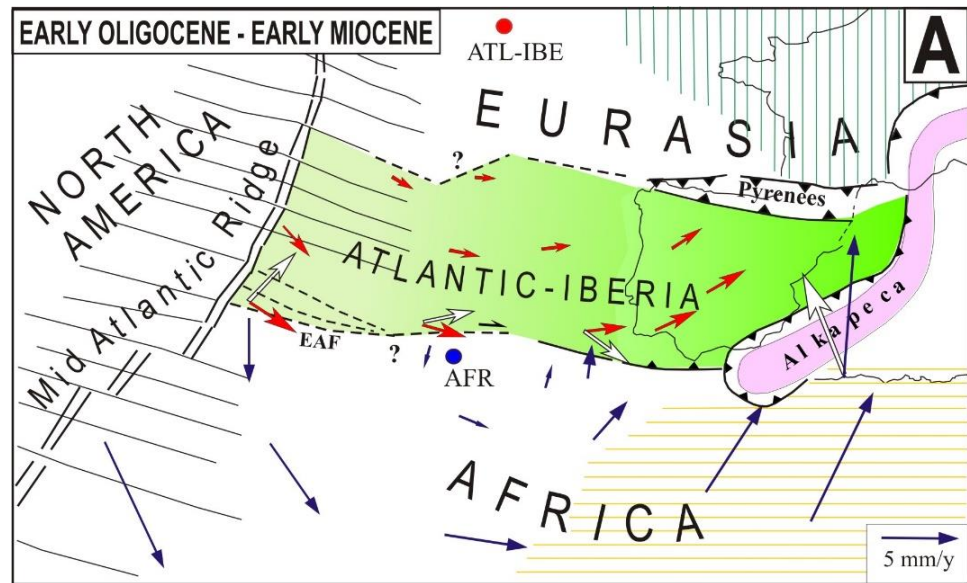 EARLY OLIGOCENE - EARLY MIOCENE
A
ATL-IBE
EURASIA
NORTH
AMERICA
Mid Atlantic Ridge
?
Pyrenees
ATLANTIC-IBERIA
Alkapeca
EAF
?
AFR
AFRICA
5 mm/y